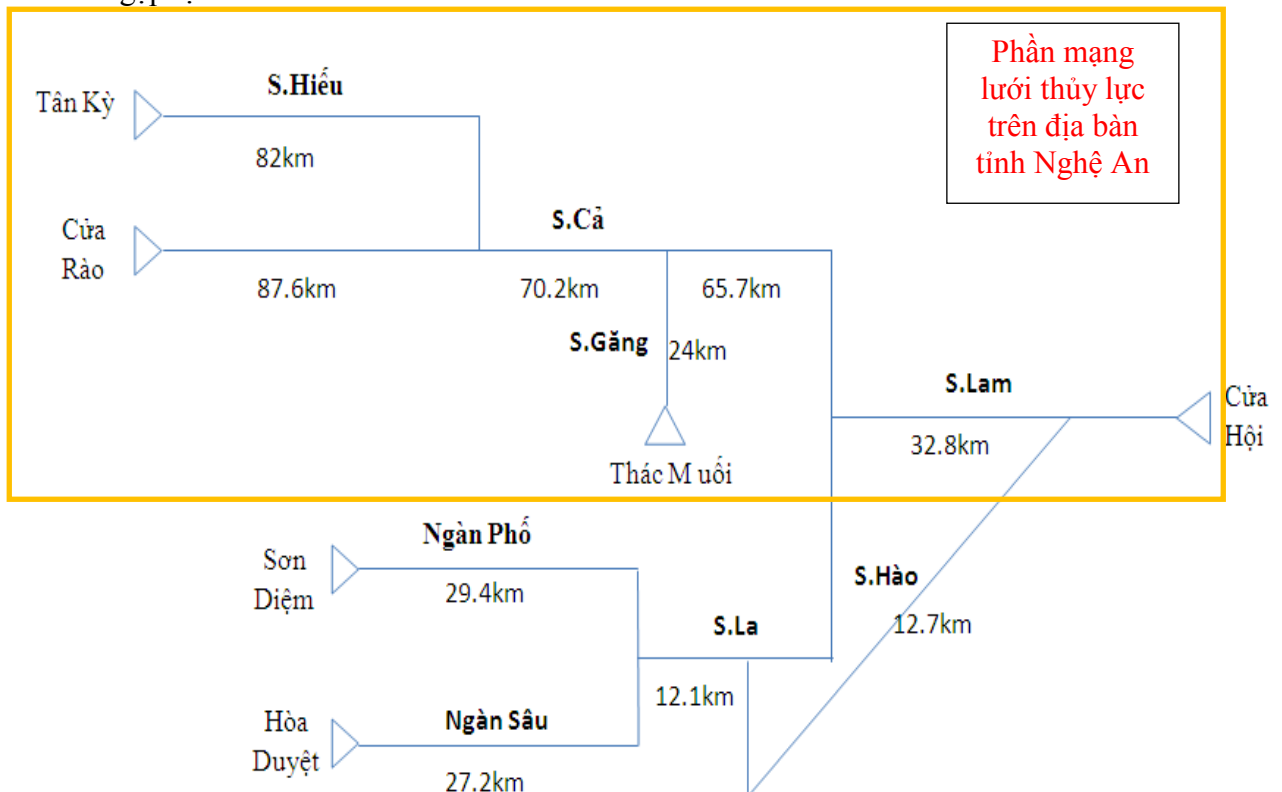 Phần mạng
lưới thủy lực
trên địa bàn
tỉnh Nghệ An
S.Hiếu
Tân Kỳ
82km
S.Cả
Cửa
Rào
87.6km
70.2km
65.7km
S.Găng
24km
S.Lam
Cửa
Hội
32.8km
Thác M uối
Ngàn Phố
Sơn
Diệm
29.4km
S.Hào
12.7km
S.La
12.1km
Ngàn Sâu
Hòa
Duyệt
27.2km